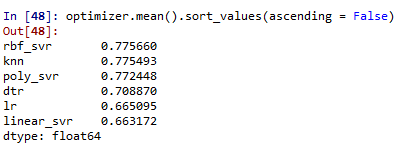 In [48]: optimizer.mean().sort_values(ascending = False)
Out[48]:
rbf_svr 0.775660
knn 0.775493
poly_svr 0.772448
dtr 0.708870
lr 0.665095
linear_svr 0.663172
dtype: float64